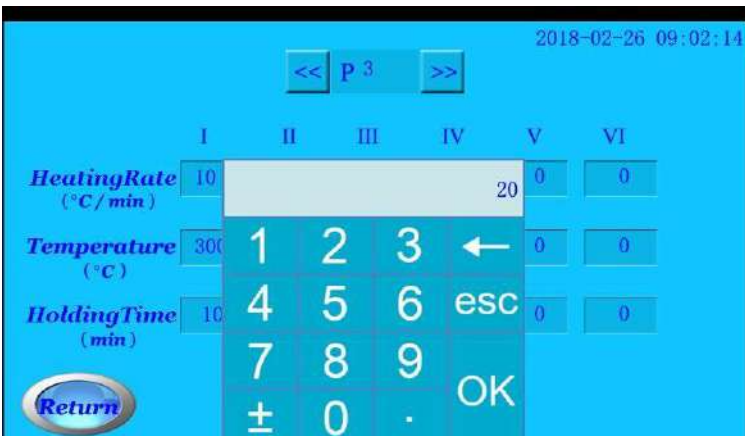 2018-02-26 09:02:14
<< P 3 >>
I II III IV V VI
HeatingRate 10 20 0 0
(°C/min)
1 2 3 ←
Temperature 300 0 0
(°C)
4 5 6 esc
HoldingTime 10 0 0
(min)
7 8 9 OK
Return
± 0 .